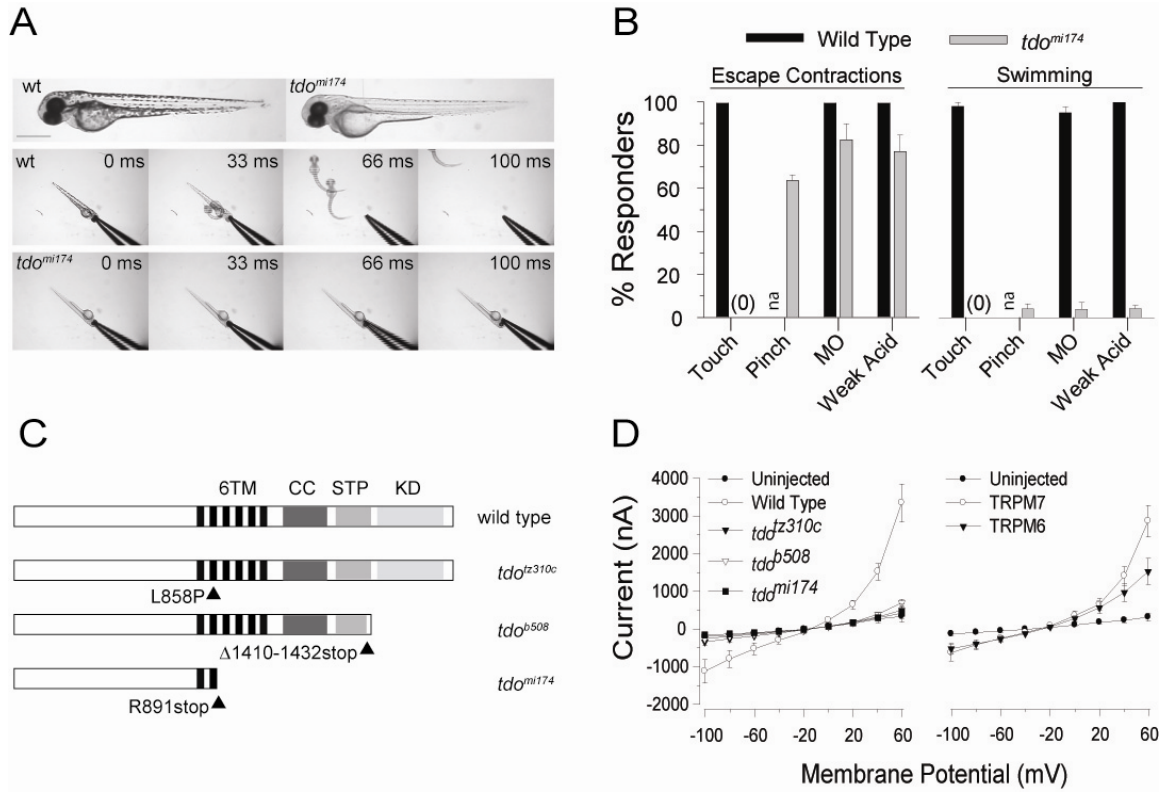 A
wt
tdo^mi174
wt
0 ms
33 ms
66 ms
100 ms
tdo^mi174
0 ms
33 ms
66 ms
100 ms
B
Wild Type
tdo^mi174
Escape Contractions
Swimming
% Responders
100
80
60
40
20
0
(0)
na
(0)
na
Touch
Pinch
MO
Weak Acid
Touch
Pinch
MO
Weak Acid
C
6TM CC STP KD
wild type
tdo^tz310c
L858P
tdo^b508
Δ1410-1432stop
tdo^mi174
R891stop
D
Current (nA)
4000
3000
2000
1000
0
-1000
-2000
Uninjected
Wild Type
tdo^tz310c
tdo^b508
tdo^mi174
Uninjected
TRPM7
TRPM6
-100 -60 -20 20 60
-100 -60 -20 20 60
Membrane Potential (mV)